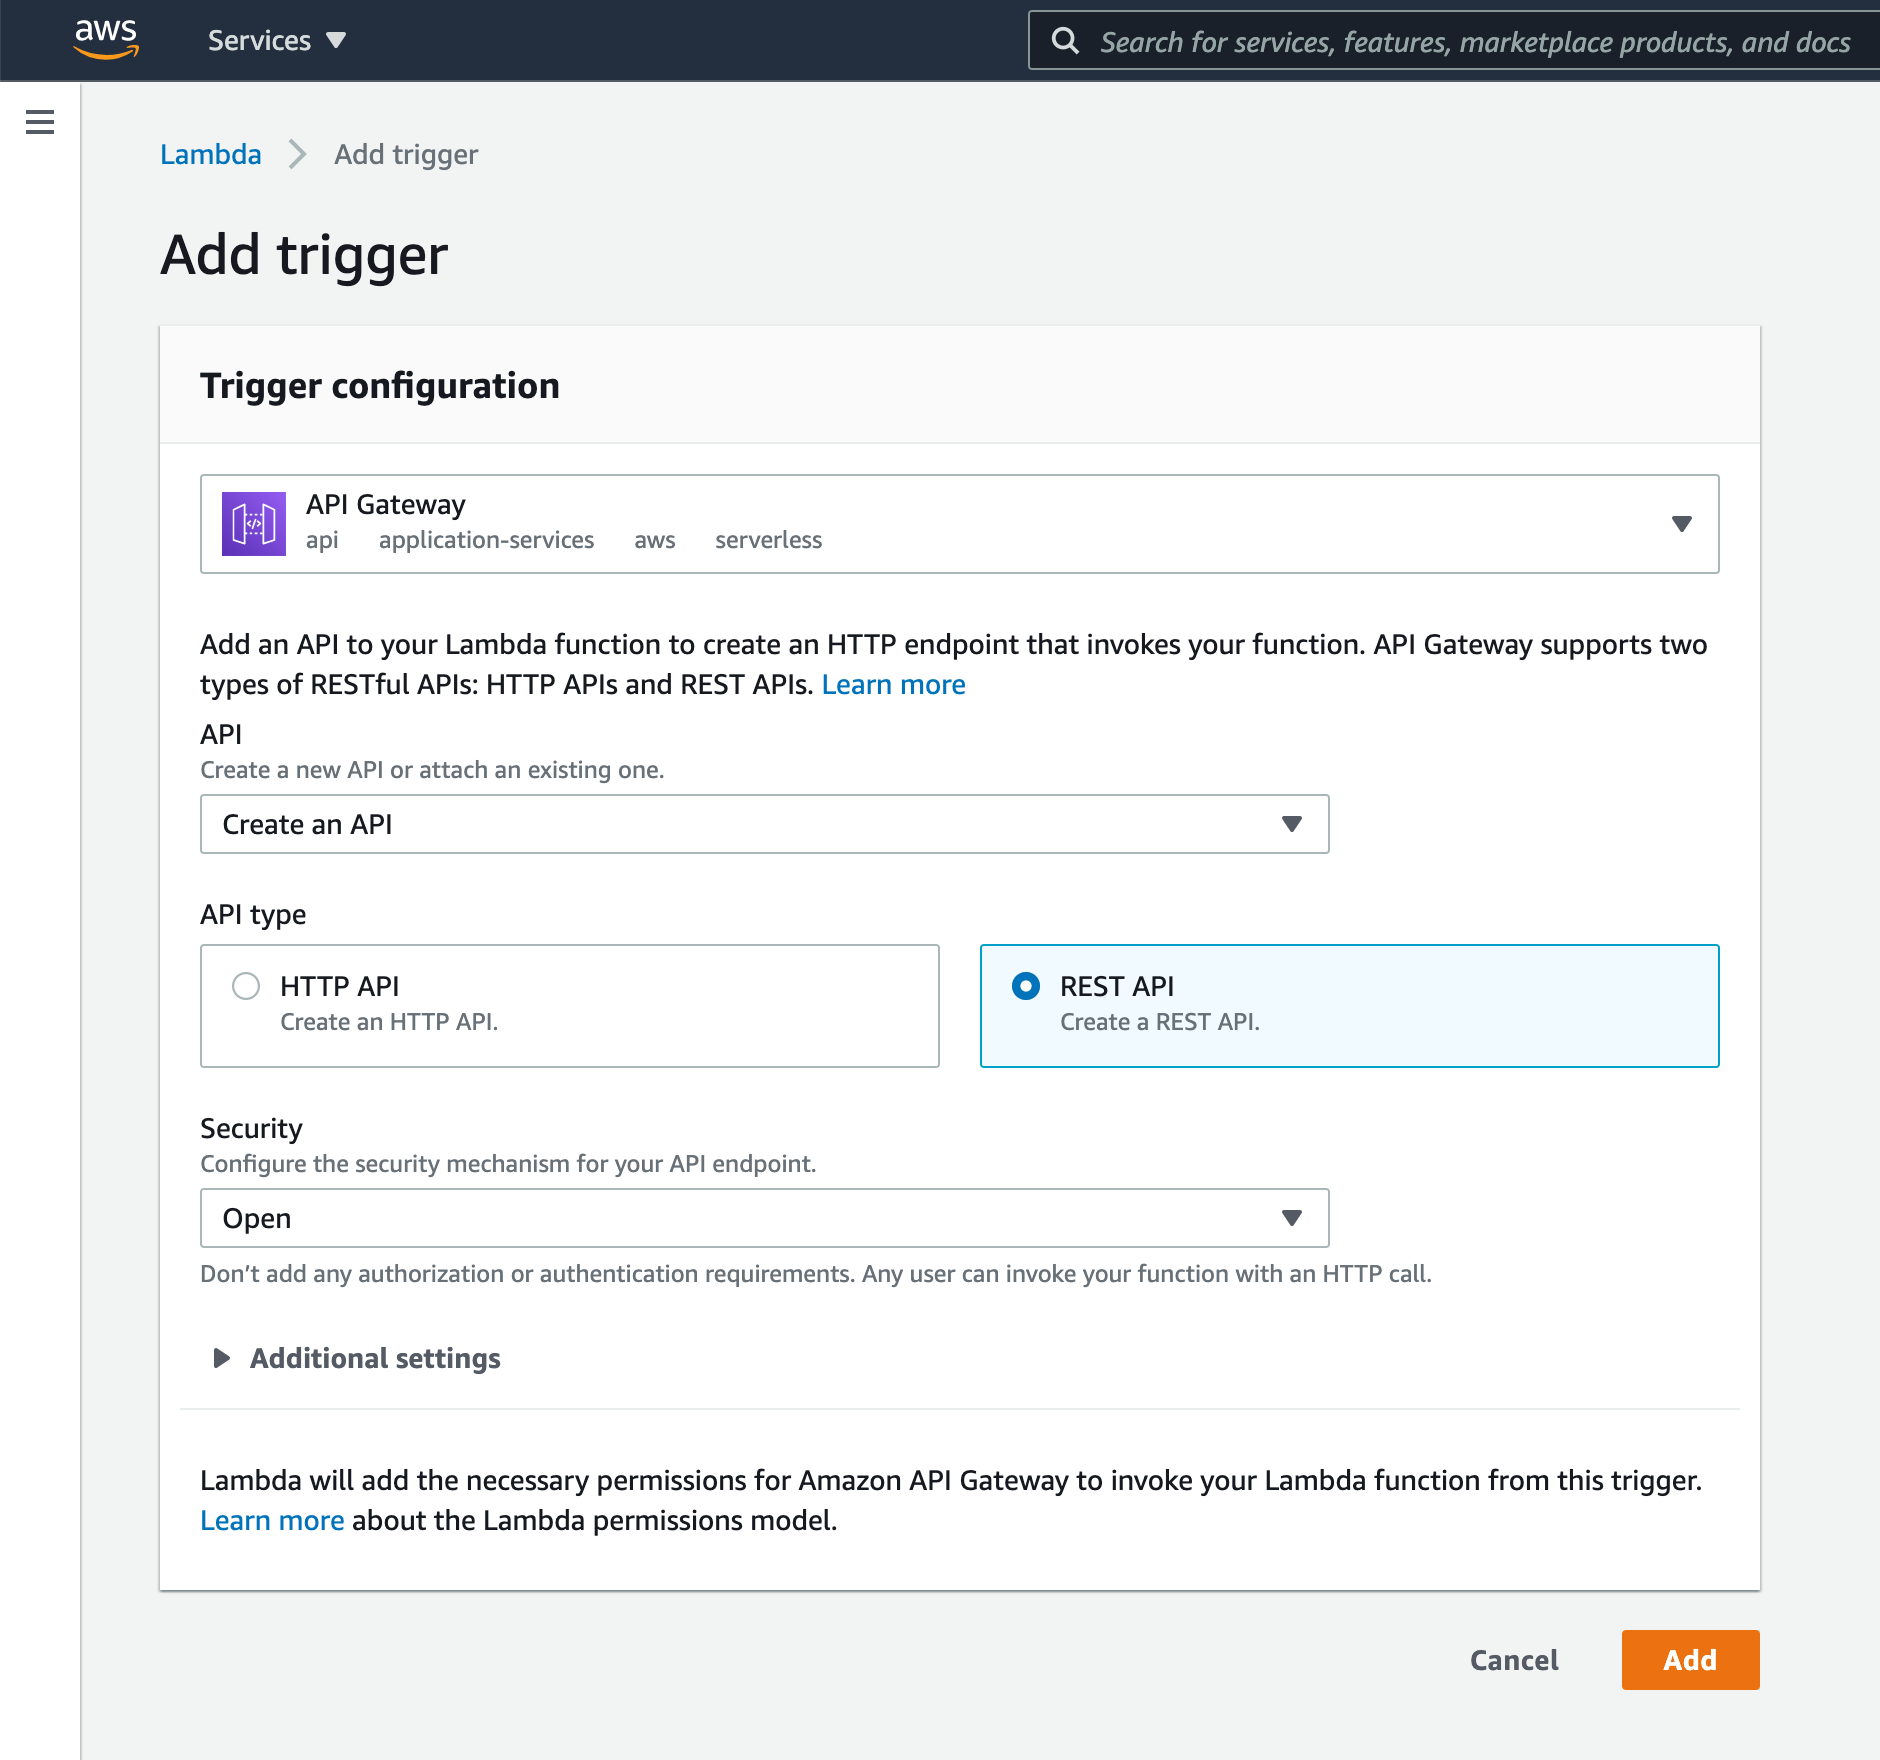 aws
Services
Search for services, features, marketplace products, and docs
Lambda
Add trigger
Add trigger
Trigger configuration
API Gateway
api application-services aws serverless
Add an API to your Lambda function to create an HTTP endpoint that invokes your function. API Gateway supports two
types of RESTful APIs: HTTP APIs and REST APIs. Learn more
API
Create a new API or attach an existing one.
Create an API
API type
HTTP API
Create an HTTP API.
REST API
Create a REST API.
Security
Configure the security mechanism for your API endpoint.
Open
Don't add any authorization or authentication requirements. Any user can invoke your function with an HTTP call.
Additional settings
Lambda will add the necessary permissions for Amazon API Gateway to invoke your Lambda function from this trigger.
Learn more about the Lambda permissions model.
Cancel
Add